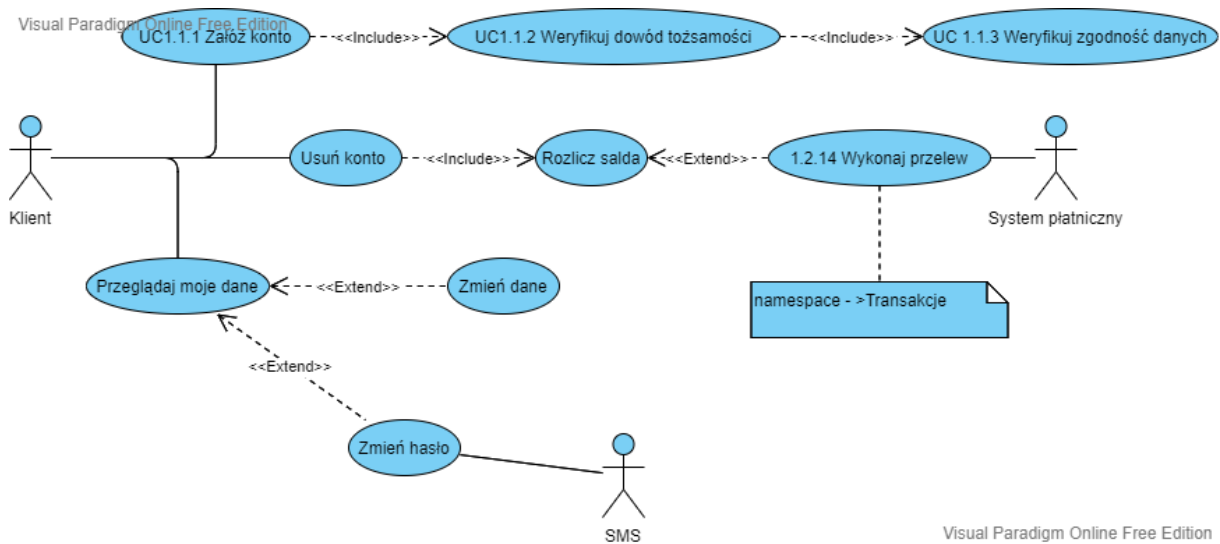 Visual Paradigm Online Free Edition
UC1.1.1 Załóż konto
<<Include>>
UC1.1.2 Weryfikuj dowód tożsamości
<<Include>>
UC 1.1.3 Weryfikuj zgodność danych
Klient
Usuń konto
<<Include>>
Rozlicz salda
<<Extend>>
1.2.14 Wykonaj przelew
System płatniczy
Przeglądaj moje dane
<<Extend>>
Zmień dane
namespace - >Transakcje
<<Extend>>
Zmień hasło
SMS
Visual Paradigm Online Free Edition